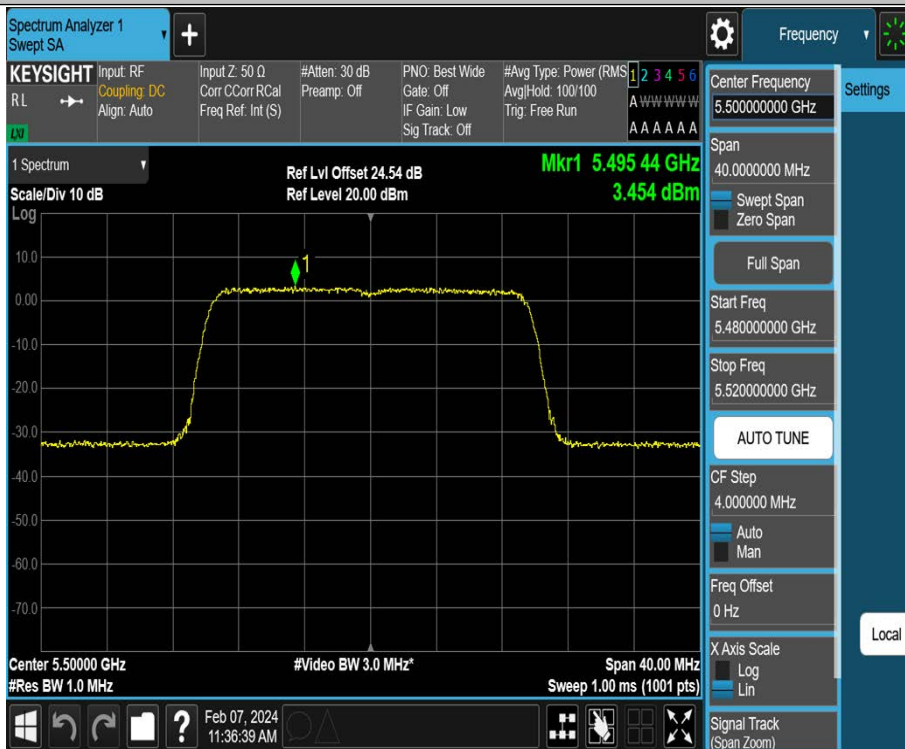 Spectrum Analyzer 1
Swept SA
Frequency
KEYSIGHT
R L
LXI
Input: RF
Coupling: DC
Align: Auto
Input Z: 50 Ω
Corr CCorr RCal
Freq Ref: Int (S)
#Atten: 30 dB
Preamp: Off
PNO: Best Wide
Gate: Off
IF Gain: Low
Sig Track: Off
#Avg Type: Power (RMS
Avg|Hold: 100/100
Trig: Free Run
1 2 3 4 5 6
A W W W W W
A A A A A A
1 Spectrum
Scale/Div 10 dB
Log
Ref Lvl Offset 24.54 dB
Ref Level 20.00 dBm
Mkr1 5.495 44 GHz
3.454 dBm
1
10.0
0.00
-10.0
-20.0
-30.0
-40.0
-50.0
-60.0
-70.0
Center 5.50000 GHz
#Res BW 1.0 MHz
#Video BW 3.0 MHz*
Span 40.00 MHz
Sweep 1.00 ms (1001 pts)
Feb 07, 2024
11:36:39 AM
?
Center Frequency
5.500000000 GHz
Settings
Span
40.0000000 MHz
Swept Span
Zero Span
Full Span
Start Freq
5.480000000 GHz
Stop Freq
5.520000000 GHz
AUTO TUNE
CF Step
4.000000 MHz
Auto
Man
Freq Offset
0 Hz
Local
X Axis Scale
Log
Lin
Signal Track
(Span Zoom)